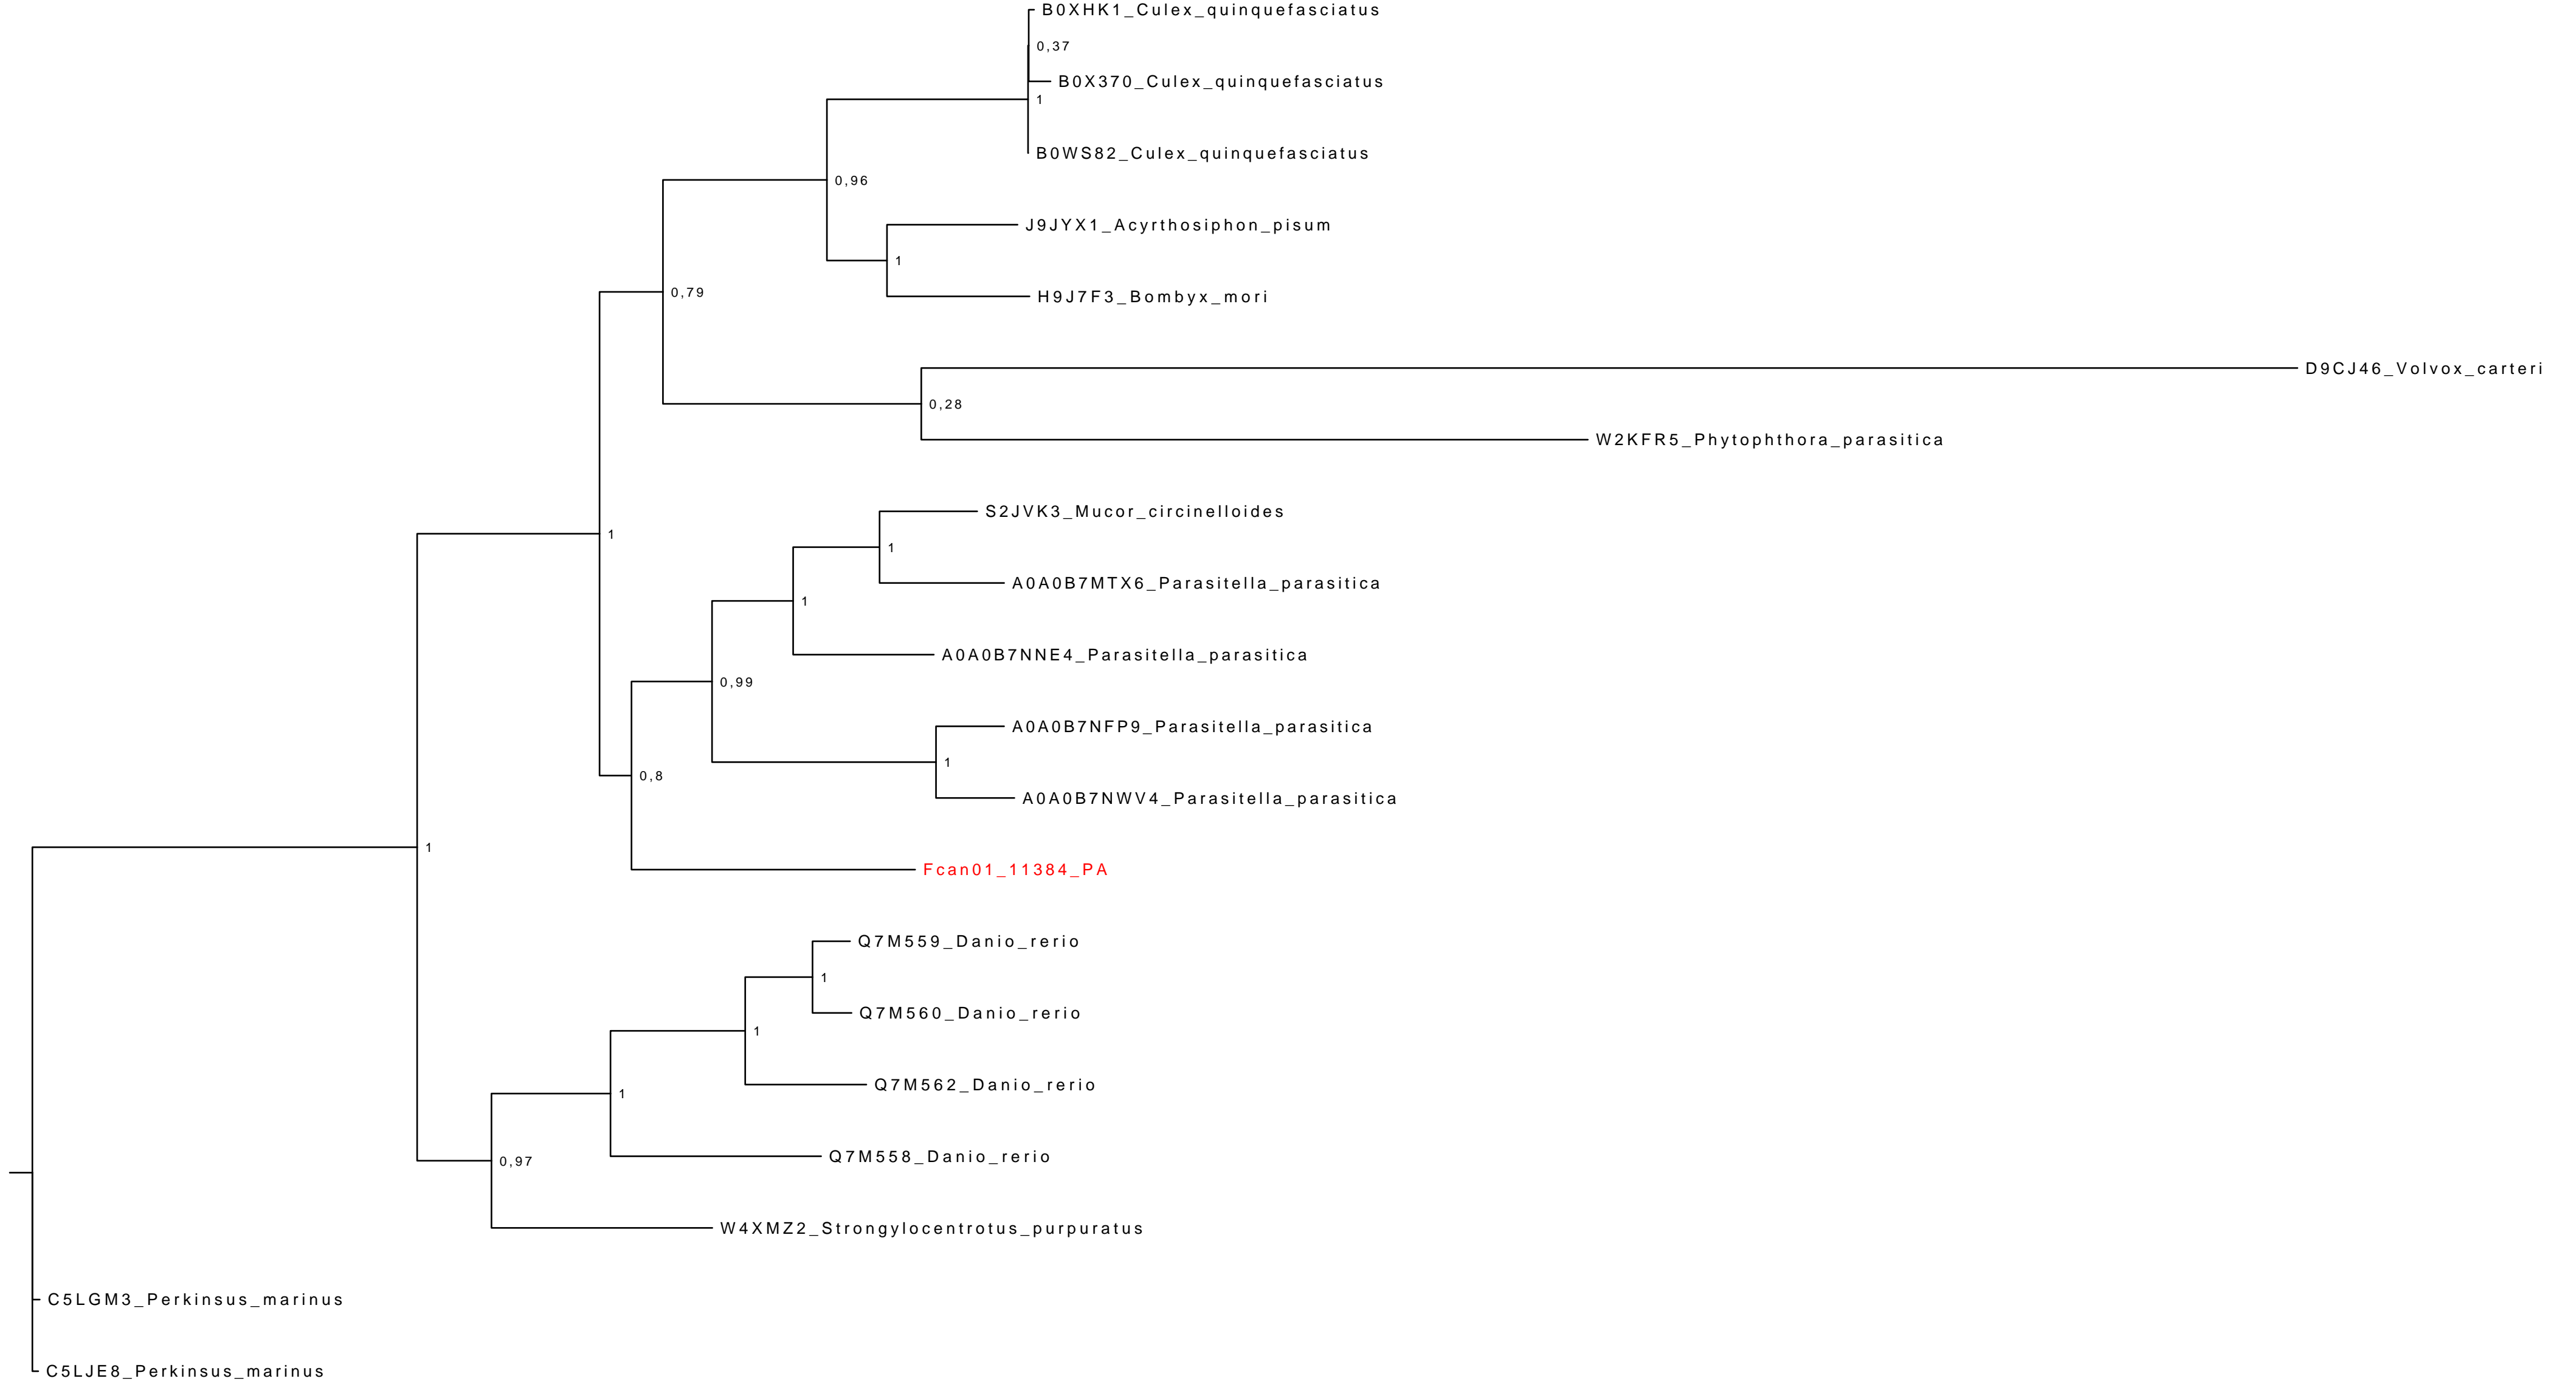 B0XHK1_Culex_quinquefasciatus
0,37
B0X370_Culex_quinquefasciatus
1
B0WS82_Culex_quinquefasciatus
0,96
J9JYX1_Acyrthosiphon_pisum
1
H9J7F3_Bombyx_mori
0,79
D9CJ46_Volvox_carteri
0,28
W2KFR5_Phytophthora_parasitica
S2JVK3_Mucor_circinelloides
1
1
A0A0B7MTX6_Parasitella_parasitica
1
A0A0B7NNE4_Parasitella_parasitica
0,99
A0A0B7NFP9_Parasitella_parasitica
1
0,8
A0A0B7NWV4_Parasitella_parasitica
1
Fcan01_11384_PA
Q7M559_Danio_rerio
1
Q7M560_Danio_rerio
1
Q7M562_Danio_rerio
1
Q7M558_Danio_rerio
0,97
W4XMZ2_Strongylocentrotus_purpuratus
C5LGM3_Perkinsus_marinus
C5LJE8_Perkinsus_marinus